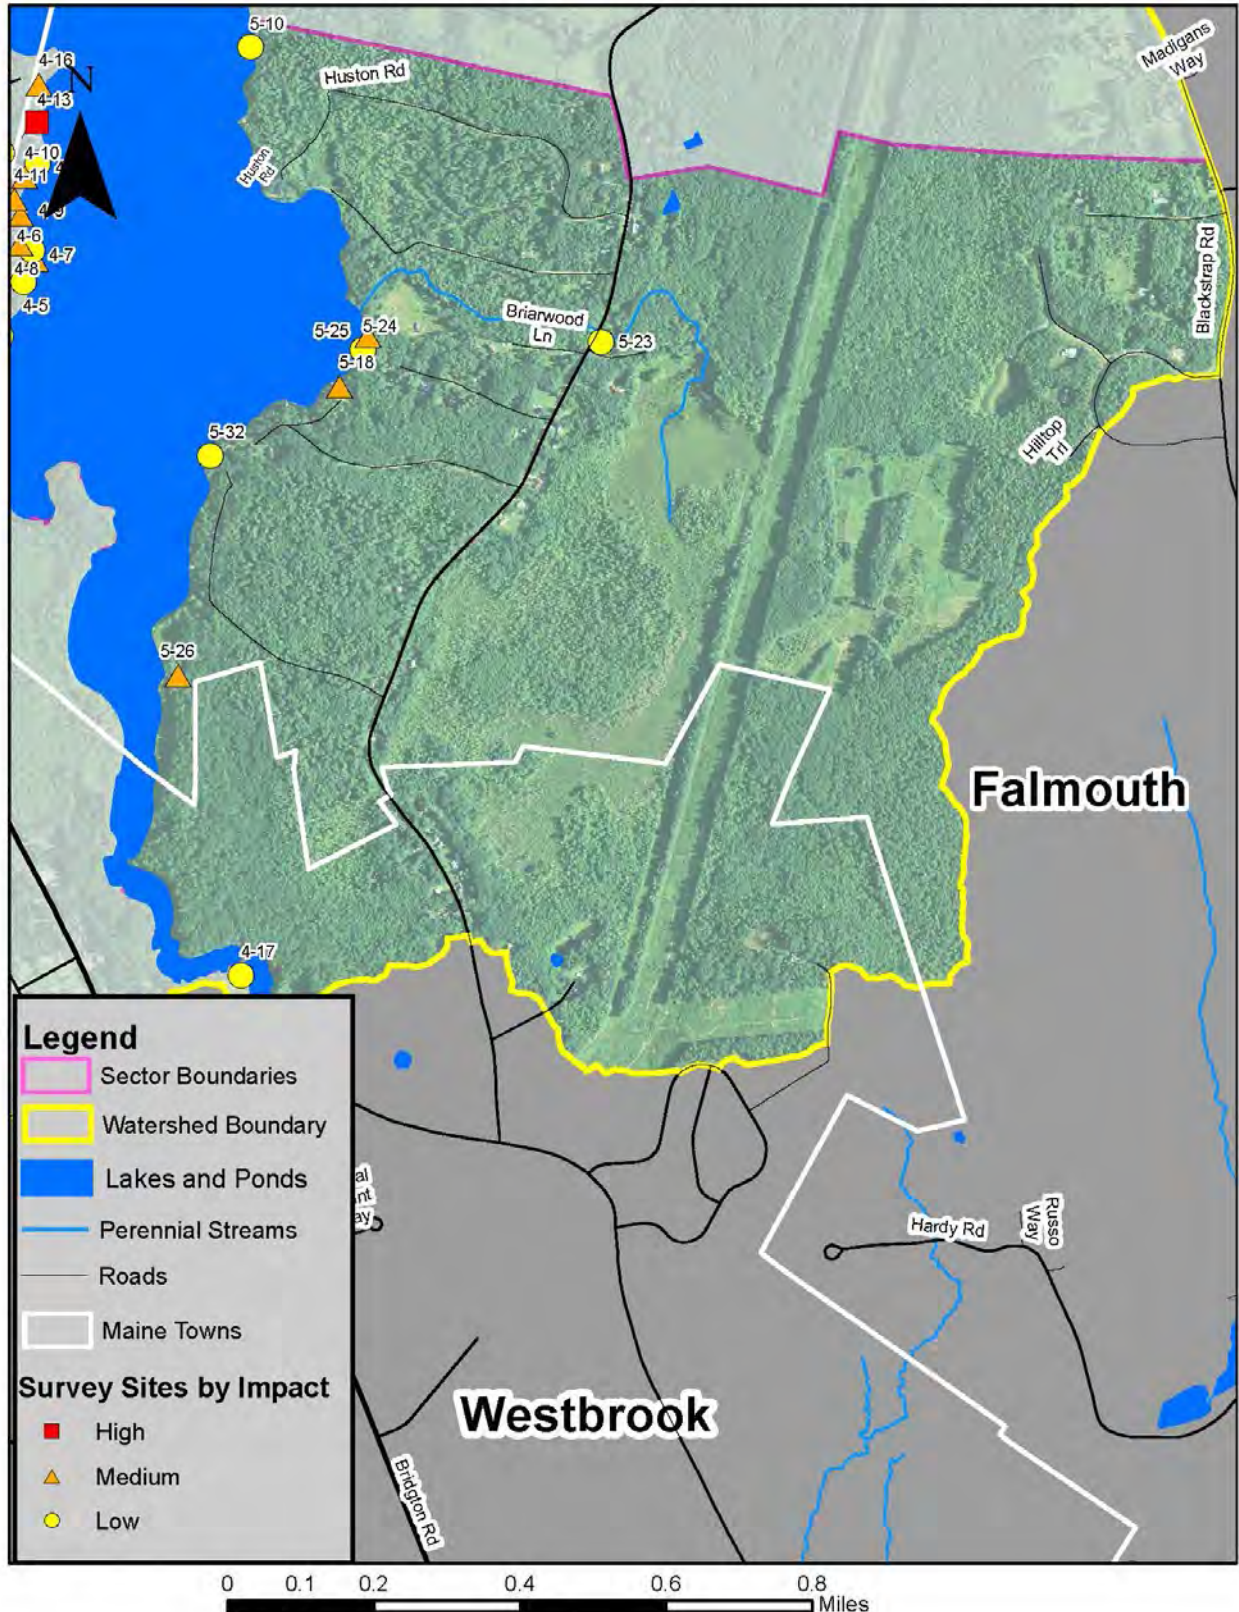 5-10
Madigans
Way
4-16
N
4-13
Huston Rd
4-10
Huston
Rd
4-11
4-6
4-7
4-8
4-5
Blackstrap Rd
Briarwood
Ln
5-25
5-24
5-23
5-18
5-32
Hilltop
Trl
5-26
Falmouth
4-17
Legend
Sector Boundaries
Watershed Boundary
Lakes and Ponds
Perennial Streams
Roads
Maine Towns
Survey Sites by Impact
High
Medium
Low
Hardy Rd
Russo
Way
Westbrook
Bridgton Rd
0 0.1 0.2 0.4 0.6 0.8
Miles